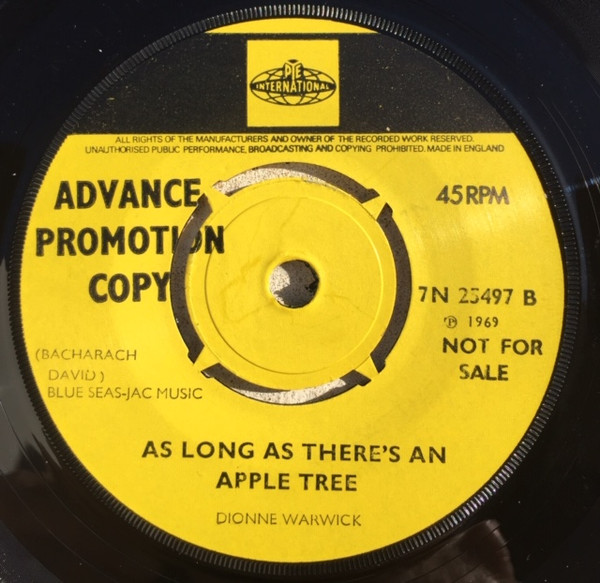 PYE
INTERNATIONAL
ALL RIGHTS OF THE MANUFACTURERS AND OWNER OF THE RECORDED WORK RESERVED.
UNAUTHORISED PUBLIC PERFORMANCE, BROADCASTING AND COPYING PROHIBITED. MADE IN ENGLAND
ADVANCE
PROMOTION
COPY
45RPM
7N 25497 B
℗ 1969
NOT FOR
SALE
(BACHARACH
DAVID)
BLUE SEAS-JAC MUSIC
AS LONG AS THERE'S AN
APPLE TREE
DIONNE WARWICK